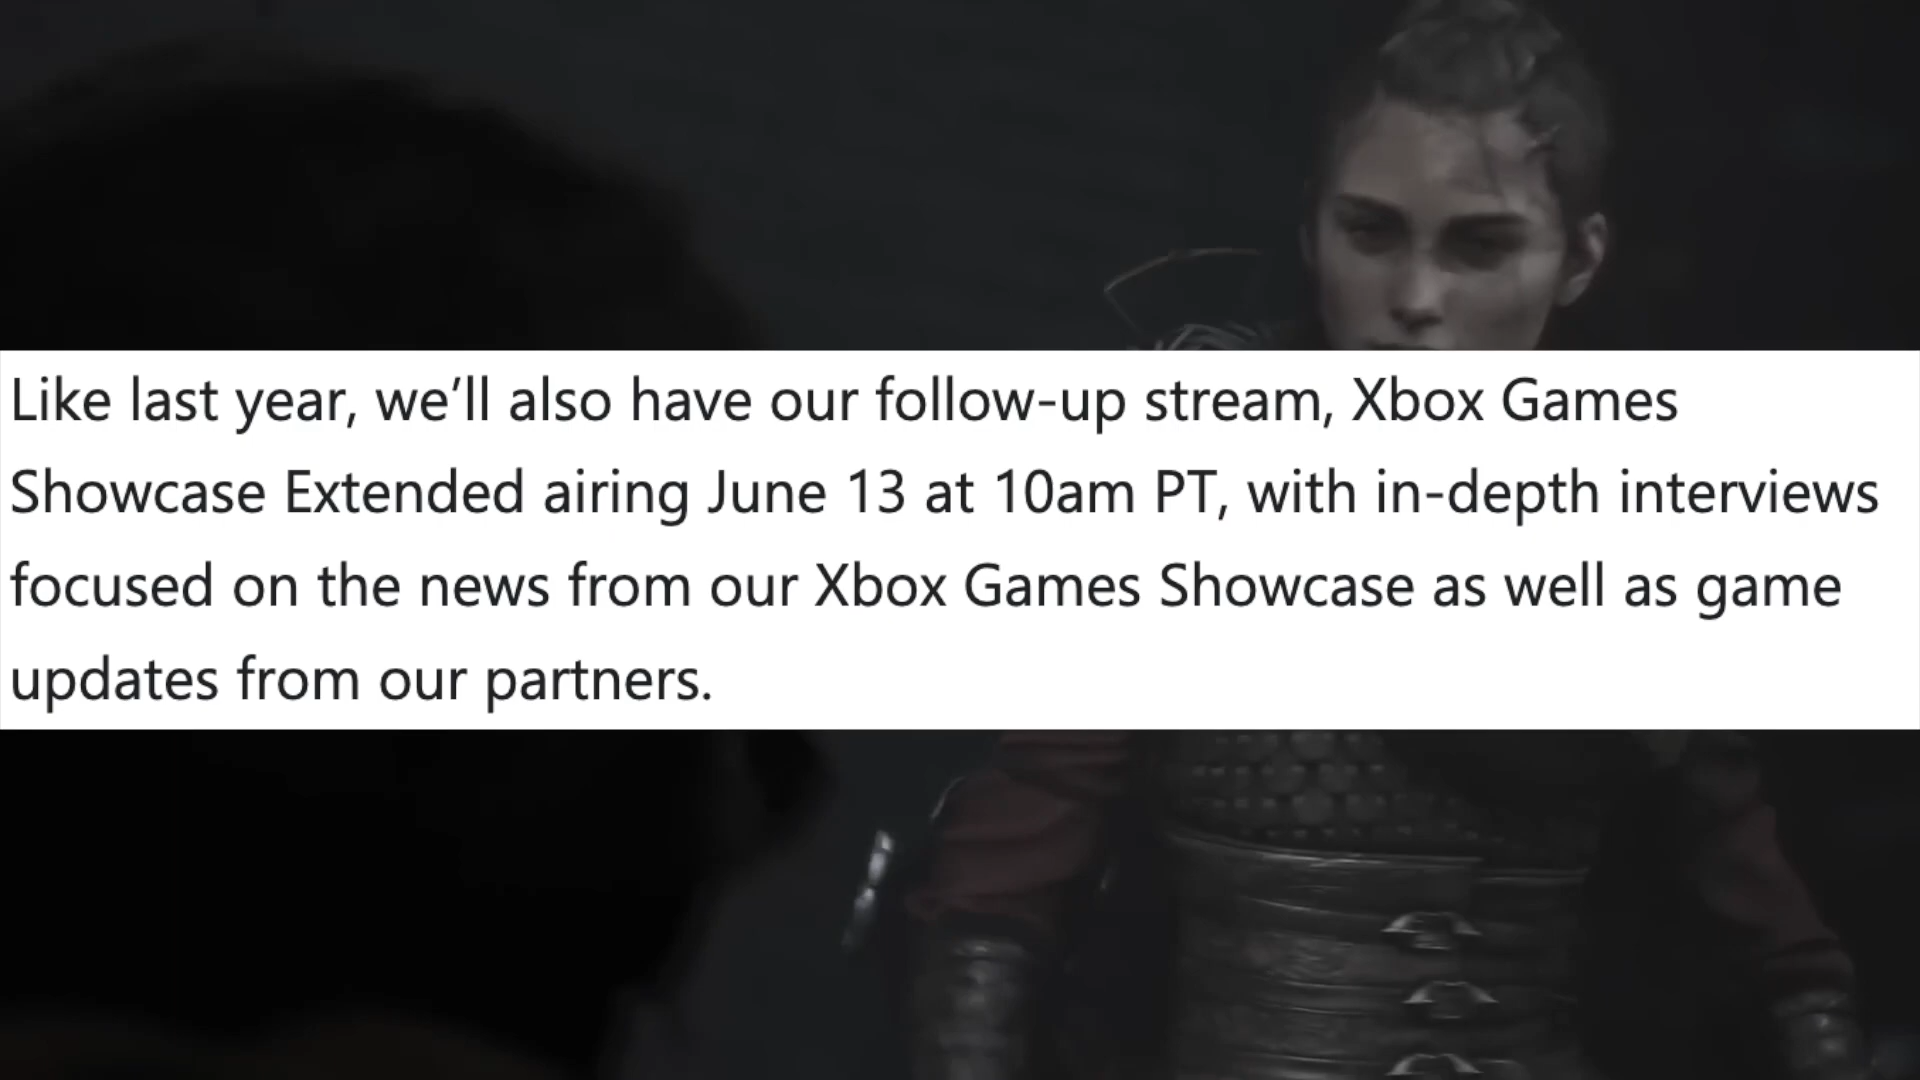 Like last year, we’ll also have our follow-up stream, Xbox Games
Showcase Extended airing June 13 at 10am PT, with in-depth interviews
focused on the news from our Xbox Games Showcase as well as game
updates from our partners.